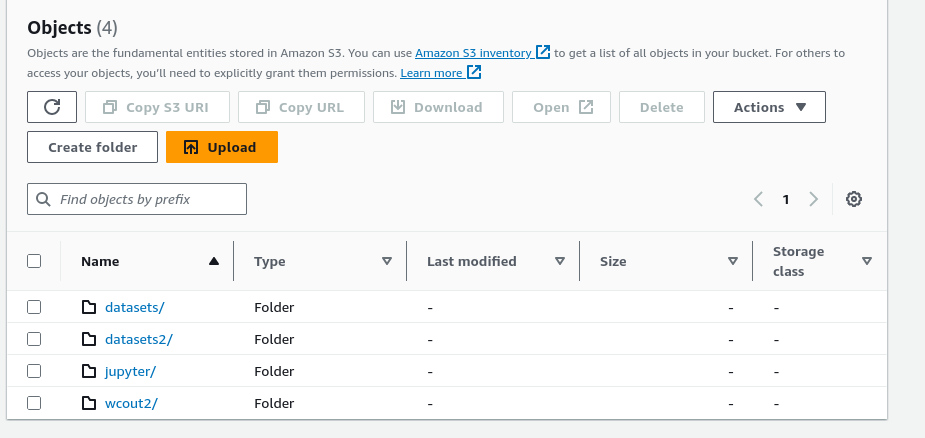 Objects (4)
Objects are the fundamental entities stored in Amazon S3. You can use Amazon S3 inventory to get a list of all objects in your bucket. For others to
access your objects, you'll need to explicitly grant them permissions. Learn more
Copy S3 URI Copy URL Download Open Delete Actions
Create folder Upload
Find objects by prefix 1
Name Type Last modified Size Storage
class
datasets/ Folder - - -
datasets2/ Folder - - -
jupyter/ Folder - - -
wcout2/ Folder - - -